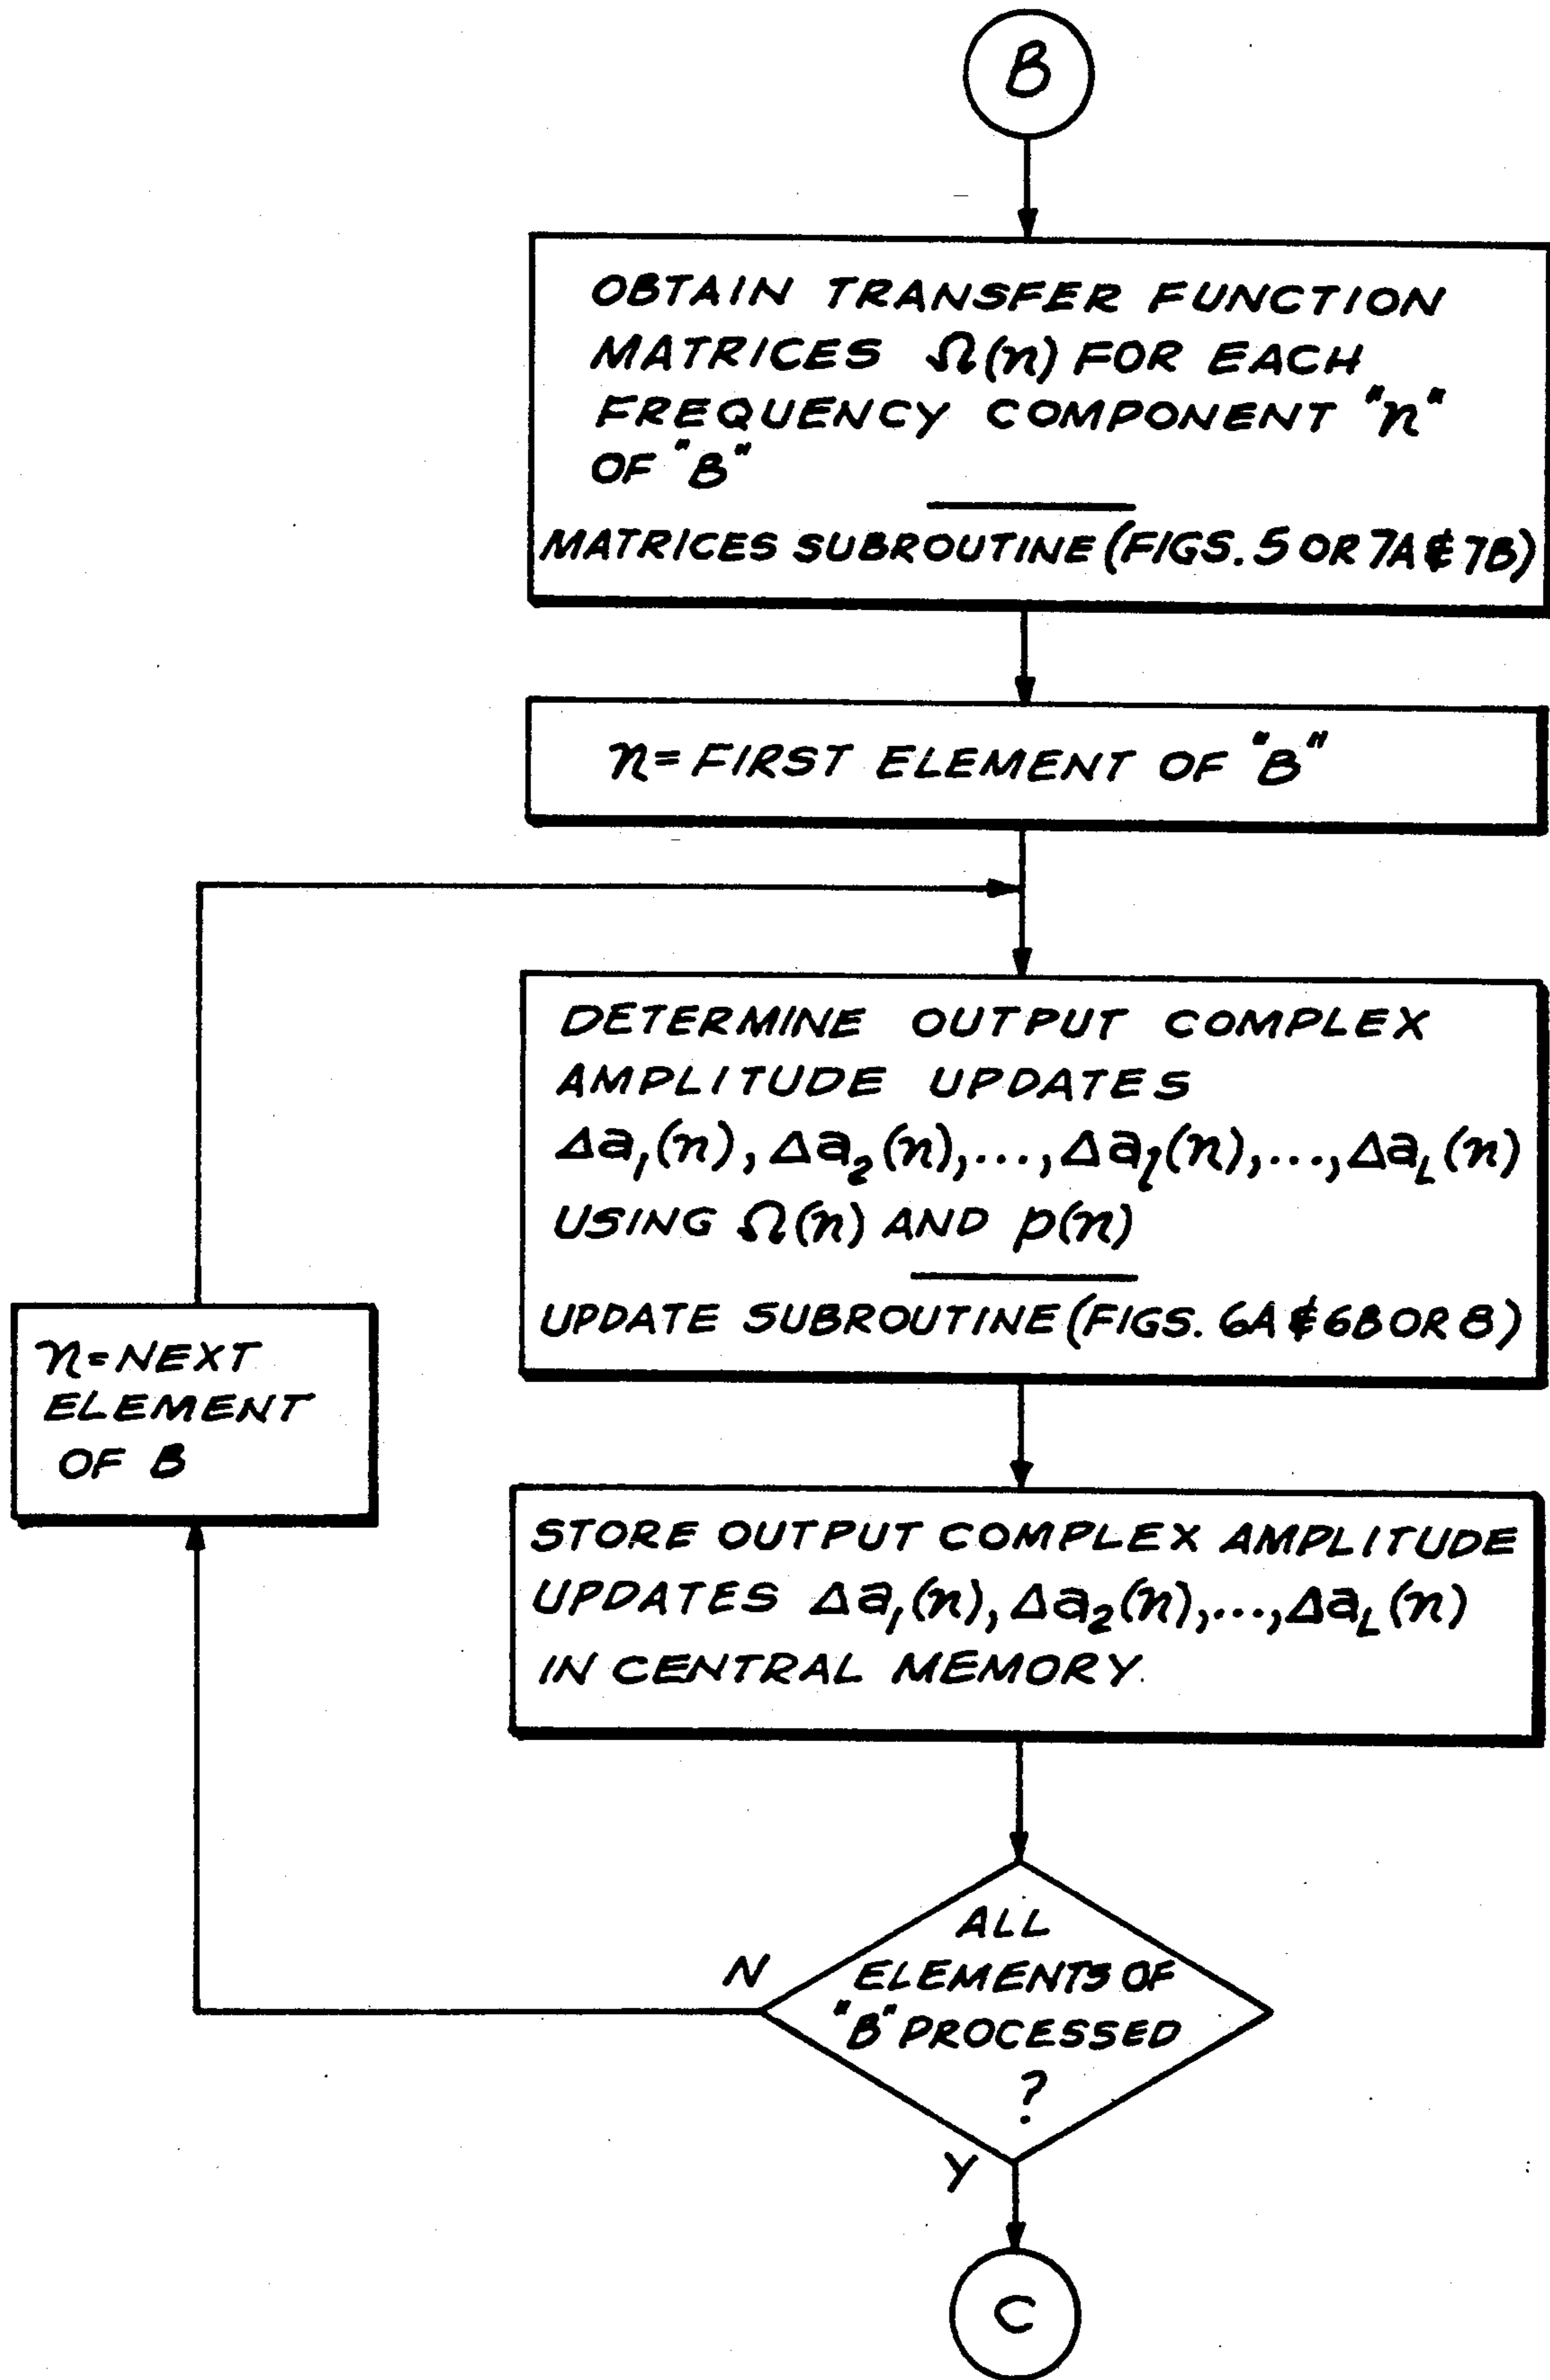 B
OBTAIN TRANSFER FUNCTION
MATRICES Ω(n) FOR EACH
FREQUENCY COMPONENT "n"
OF "B"
MATRICES SUBROUTINE (FIGS. 5 OR 7A & 7B)
n = FIRST ELEMENT OF "B"
DETERMINE OUTPUT COMPLEX
AMPLITUDE UPDATES
Δa₁(n), Δa₂(n),..., Δaₗ(n),..., Δa_L(n)
USING Ω(n) AND p(n)
UPDATE SUBROUTINE (FIGS. 6A & 6B OR 8)
n = NEXT
ELEMENT
OF B
STORE OUTPUT COMPLEX AMPLITUDE
UPDATES Δa₁(n), Δa₂(n),..., Δa_L(n)
IN CENTRAL MEMORY.
ALL
ELEMENTS OF
"B" PROCESSED
?
N
Y
C